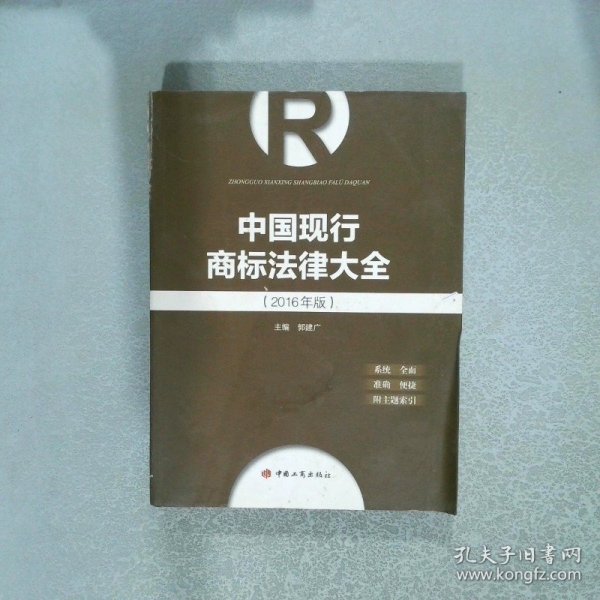 R
ZHONGGUO XIANXING SHANGBIAO FALÜ DAQUAN
中国现行
商标法律大全
(2016年版)
主编 郭建广
系统 全面
准确 便捷
附主题索引
中国工商出版社
孔夫子旧书网
www.kongfz.com